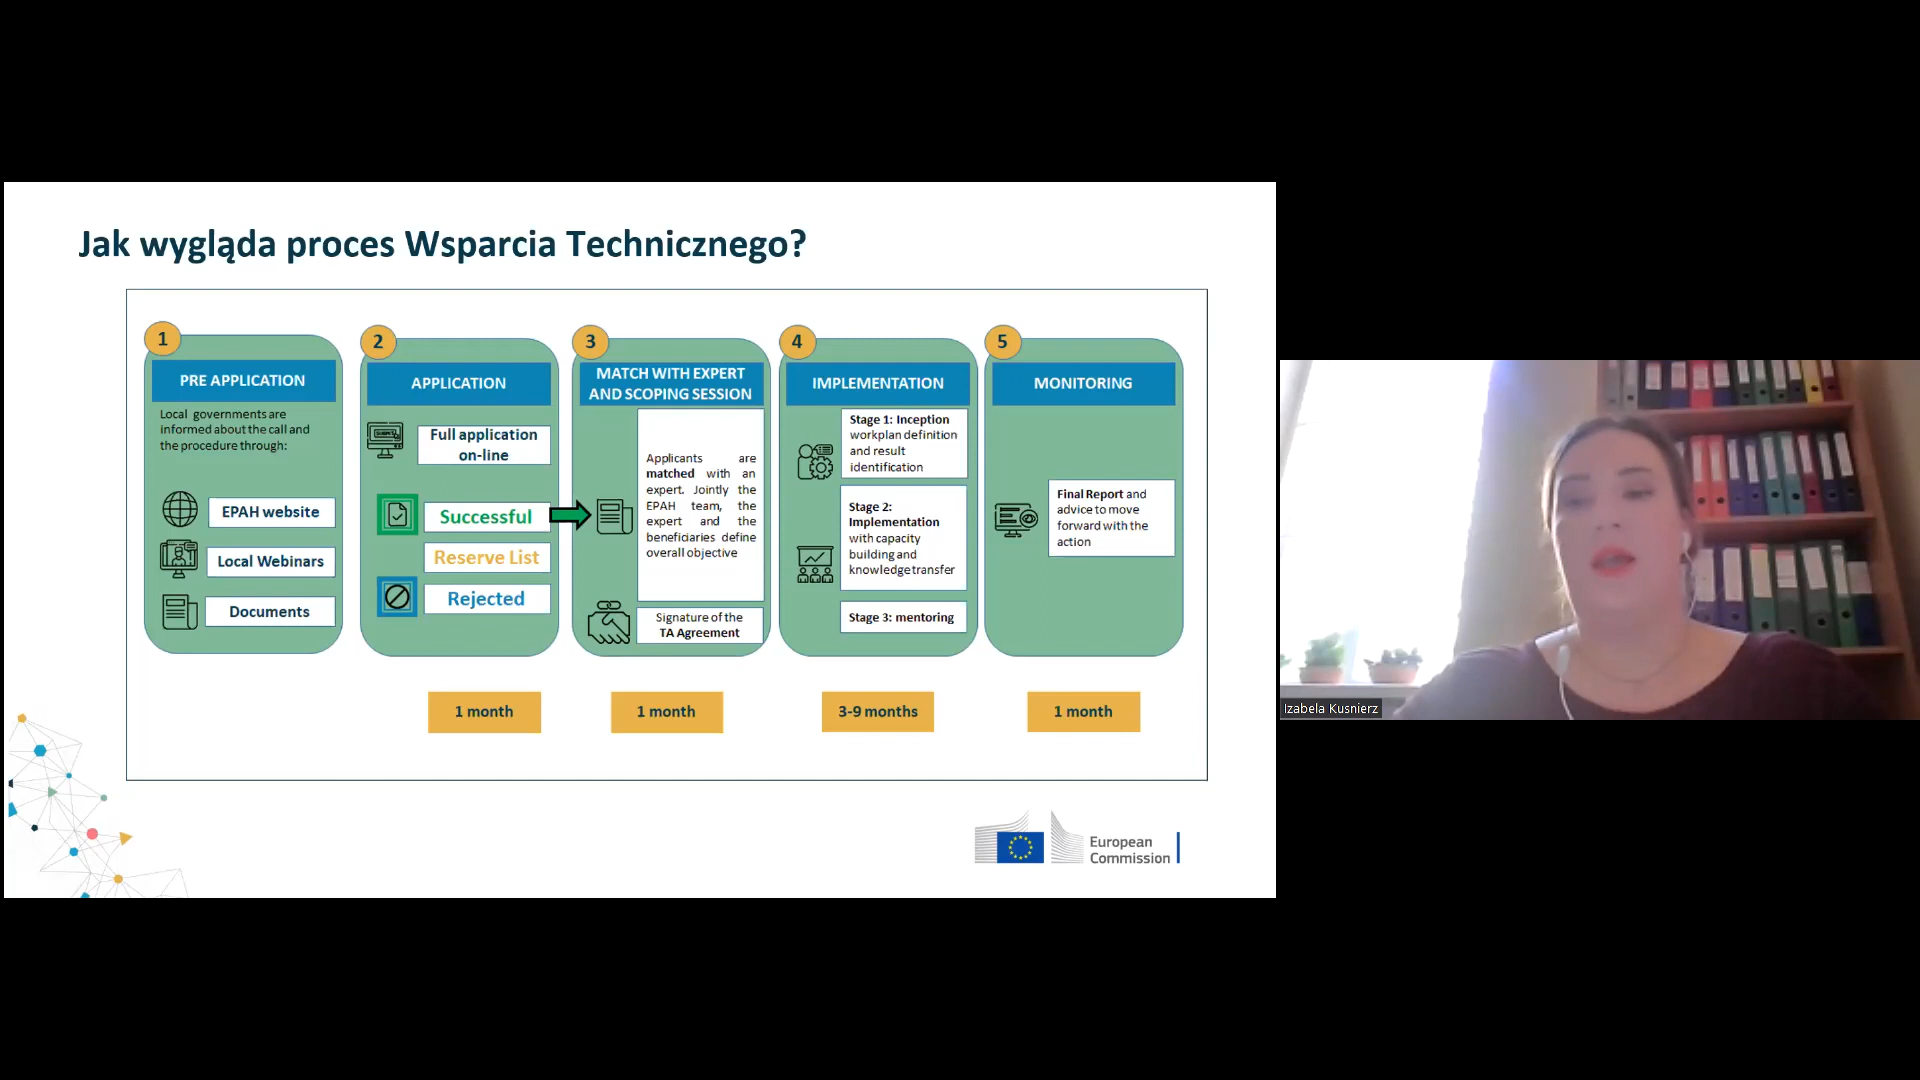 Jak wygląda proces Wsparcia Technicznego?
1
PRE APPLICATION
Local governments are
informed about the call and
the procedure through:
EPAH website
Local Webinars
Documents
2
APPLICATION
Full application
on-line
Successful
Reserve List
Rejected
1 month
3
MATCH WITH EXPERT
AND SCOPING SESSION
Applicants are
matched with an
expert. Jointly the
EPAH team, the
expert and the
beneficiaries define
overall objective
Signature of the
TA Agreement
1 month
4
IMPLEMENTATION
Stage 1: Inception
workplan definition
and result
identification
Stage 2:
Implementation
with capacity
building and
knowledge transfer
Stage 3: mentoring
3-9 months
5
MONITORING
Final Report and
advice to move
forward with the
action
1 month
European
Commission
Izabela Kusnierz